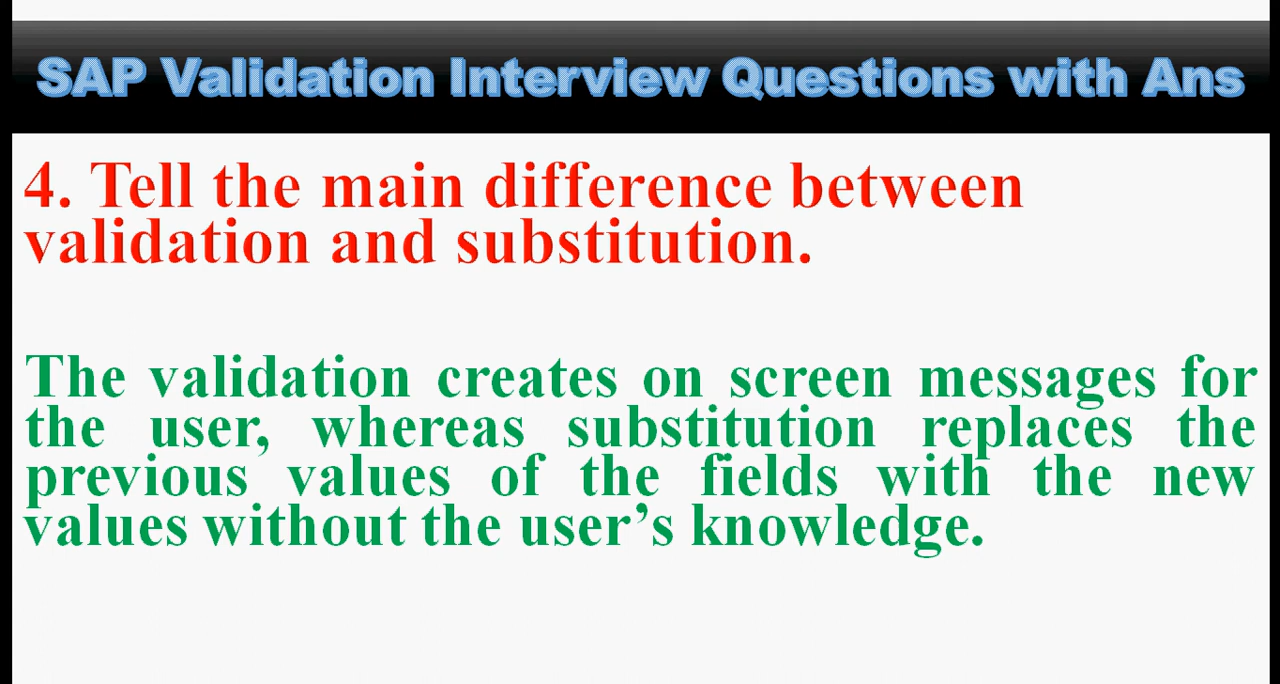 SAP Validation Interview Questions with Ans
4. Tell the main difference between
validation and substitution.
The validation creates on screen messages for
the user, whereas substitution replaces the
previous values of the fields with the new
values without the user’s knowledge.